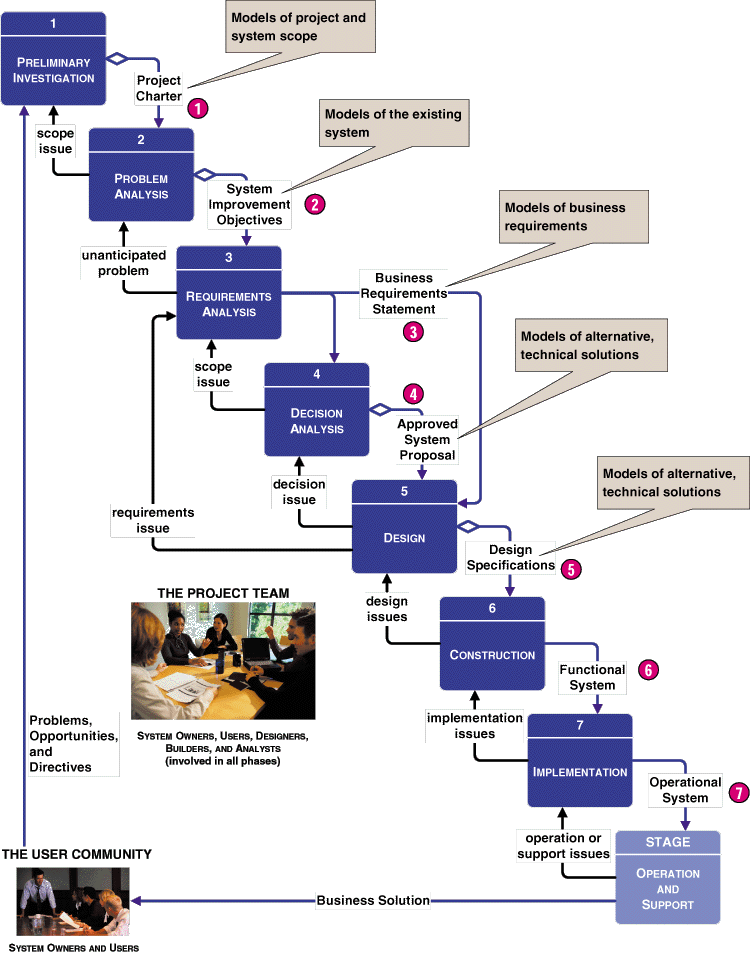 1
PRELIMINARY
INVESTIGATION
Models of project and
system scope
Project
Charter
1
scope
issue
2
PROBLEM
ANALYSIS
Models of the existing
system
System
Improvement
Objectives
2
unanticipated
problem
3
REQUIREMENTS
ANALYSIS
Models of business
requirements
Business
Requirements
Statement
3
scope
issue
4
DECISION
ANALYSIS
Models of alternative,
technical solutions
4
Approved
System
Proposal
decision
issue
requirements
issue
5
DESIGN
Models of alternative,
technical solutions
Design
Specifications
5
design
issues
6
CONSTRUCTION
THE PROJECT TEAM
SYSTEM OWNERS, USERS, DESIGNERS,
BUILDERS, AND ANALYSTS
(involved in all phases)
Functional
System
6
implementation
issues
7
IMPLEMENTATION
Problems,
Opportunities,
and
Directives
Operational
System
7
operation or
support issues
STAGE
OPERATION
AND
SUPPORT
THE USER COMMUNITY
Business Solution
SYSTEM OWNERS AND USERS